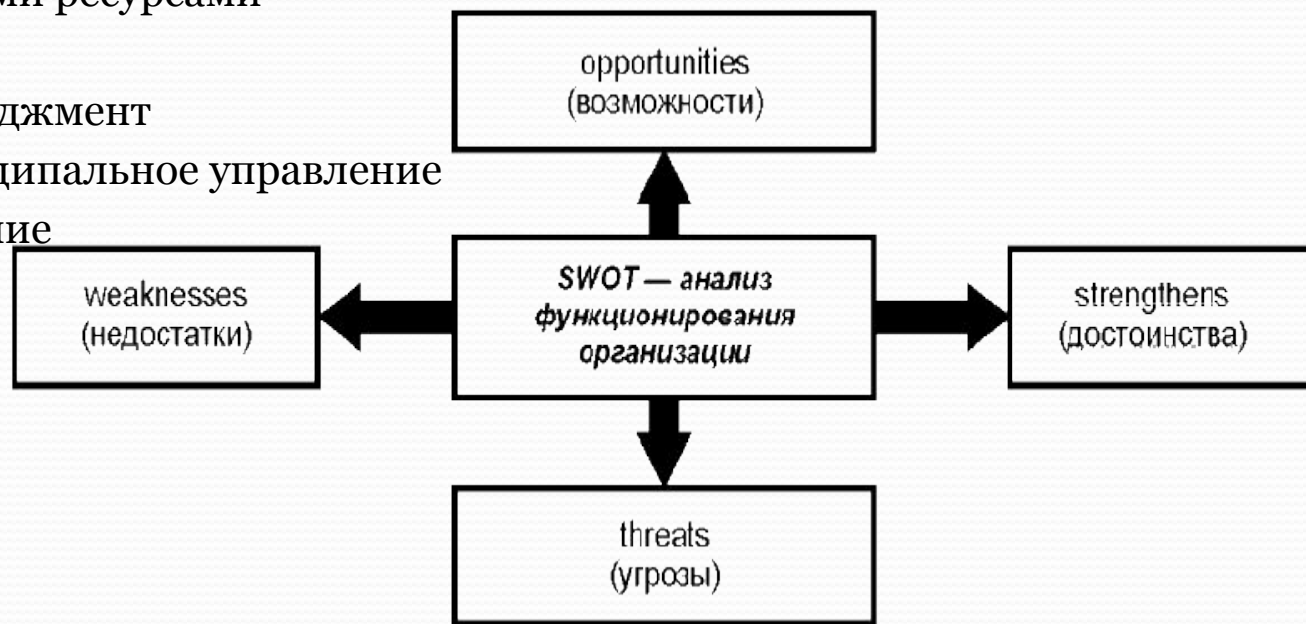 ми ресурсами
джмент
ципальное управление
ние
opportunities
(возможности)
SWOT — анализ
функционирования
организации
weaknesses
(недостатки)
strengthens
(достоинства)
threats
(угрозы)